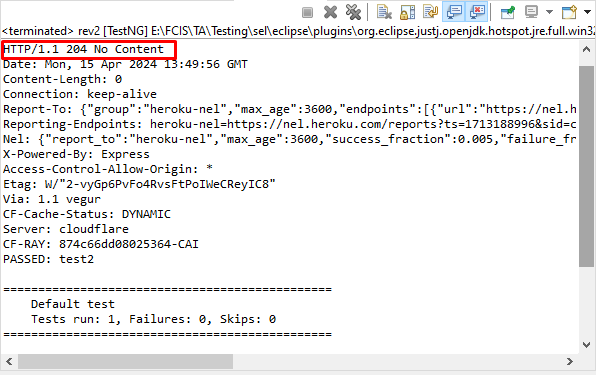 <terminated> rev2 [TestNG] E:\FCIS\TA\Testing\sel\eclipse\plugins\org.eclipse.justj.openjdk.hotspot.jre.full.win32
HTTP/1.1 204 No Content
Date: Mon, 15 Apr 2024 13:49:56 GMT
Content-Length: 0
Connection: keep-alive
Report-To: {"group":"heroku-nel","max_age":3600,"endpoints":[{"url":"https://nel.h
Reporting-Endpoints: heroku-nel=https://nel.heroku.com/reports?ts=1713188996&sid=c
Nel: {"report_to":"heroku-nel","max_age":3600,"success_fraction":0.005,"failure_fr
X-Powered-By: Express
Access-Control-Allow-Origin: *
Etag: W/"2-vyGp6PvFo4RvsFtPoIWeCReyIC8"
Via: 1.1 vegur
CF-Cache-Status: DYNAMIC
Server: cloudflare
CF-RAY: 874c66dd08025364-CAI
PASSED: test2
===============================================
Default test
Tests run: 1, Failures: 0, Skips: 0
===============================================